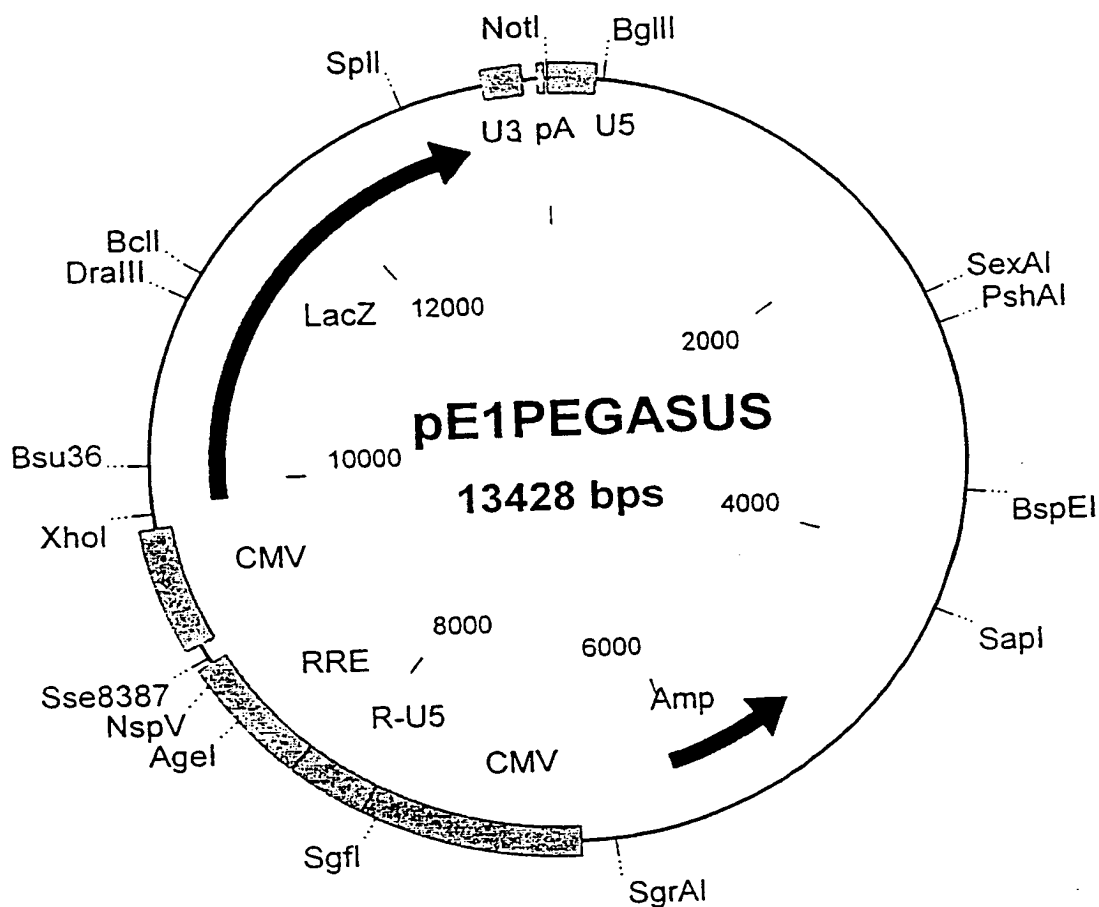 NotI
BglII
SplI
U3 pA U5
BclI
DraIII
SexAI
PshAI
LacZ
12000
2000
pE1PEGASUS
Bsu36
10000
13428 bps
4000
BspEI
XhoI
CMV
8000
6000
SapI
RRE
Sse8387
NspV
AgeI
R-U5
Amp
CMV
SgfI
SgrAI